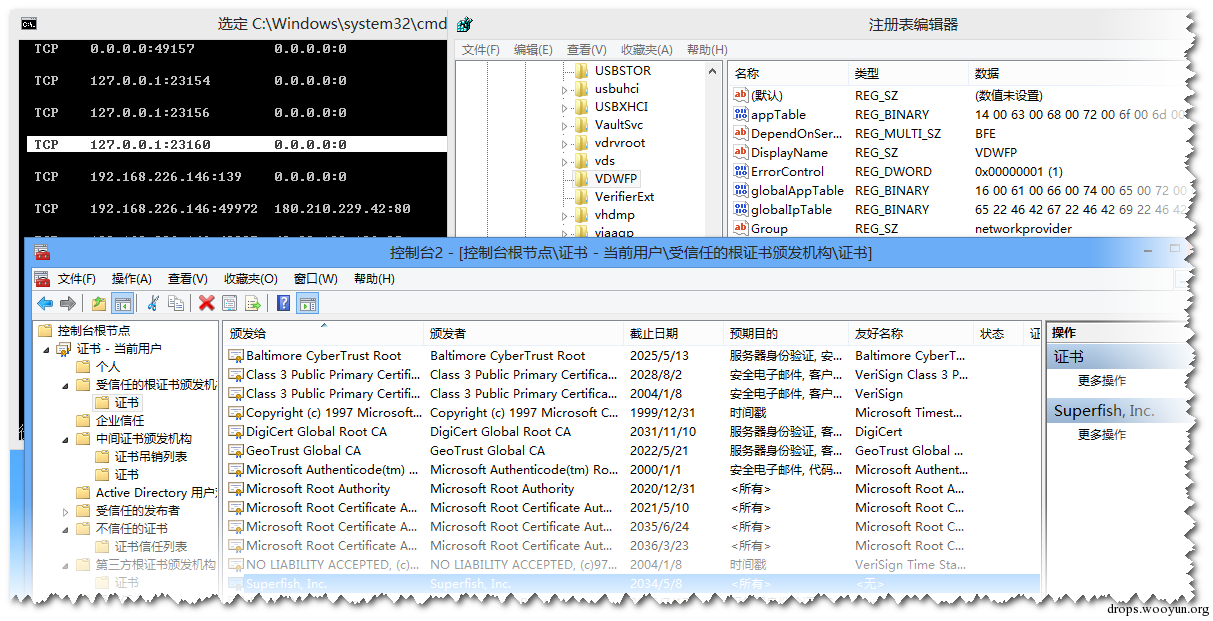 选定 C:\Windows\system32\cmd
TCP 0.0.0.0:49157 0.0.0.0:0
TCP 127.0.0.1:23154 0.0.0.0:0
TCP 127.0.0.1:23156 0.0.0.0:0
TCP 127.0.0.1:23160 0.0.0.0:0
TCP 192.168.226.146:139 0.0.0.0:0
TCP 192.168.226.146:49972 180.210.229.42:80
注册表编辑器
文件(F) 编辑(E) 查看(V) 收藏夹(A) 帮助(H)
USBSTOR
usbuhci
USBXHCI
VaultSvc
vdrvroot
vds
VDWFP
VerifierExt
vhdmp
viaagp
名称 类型 数据
(默认) REG_SZ (数值未设置)
appTable REG_BINARY 14 00 63 00 68 00 72 00 6f 00 6d 00
DependOnSer... REG_MULTI_SZ BFE
DisplayName REG_SZ VDWFP
ErrorControl REG_DWORD 0x00000001 (1)
globalAppTable REG_BINARY 16 00 61 00 66 00 74 00 65 00 72 00
globalIpTable REG_BINARY 65 22 46 42 67 22 46 42 69 22 46 42
Group REG_SZ networkprovider
控制台2 - [控制台根节点\证书 - 当前用户\受信任的根证书颁发机构\证书]
文件(F) 操作(A) 查看(V) 收藏夹(O) 窗口(W) 帮助(H)
控制台根节点
证书 - 当前用户
个人
受信任的根证书颁发机
证书
企业信任
中间证书颁发机构
证书吊销列表
证书
Active Directory 用户
受信任的发布者
不信任的证书
证书信任列表
第三方根证书颁发机构
证书
颁发给 颁发者 截止日期 预期目的 友好名称 状态 证
Baltimore CyberTrust Root Baltimore CyberTrust Root 2025/5/13 服务器身份验证, 安... Baltimore CyberT...
Class 3 Public Primary Certifi... Class 3 Public Primary Certifica... 2028/8/2 安全电子邮件, 客户... VeriSign Class 3 P...
Class 3 Public Primary Certifi... Class 3 Public Primary Certifica... 2004/1/8 安全电子邮件, 客户... VeriSign
Copyright (c) 1997 Microsoft... Copyright (c) 1997 Microsoft C... 1999/12/31 时间戳 Microsoft Timest...
DigiCert Global Root CA DigiCert Global Root CA 2031/11/10 服务器身份验证, 客... DigiCert
GeoTrust Global CA GeoTrust Global CA 2022/5/21 服务器身份验证, 客... GeoTrust Global ...
Microsoft Authenticode(tm) ... Microsoft Authenticode(tm) Ro... 2000/1/1 安全电子邮件, 代码... Microsoft Authent...
Microsoft Root Authority Microsoft Root Authority 2020/12/31 <所有> Microsoft Root A...
Microsoft Root Certificate A... Microsoft Root Certificate Aut... 2021/5/10 <所有> Microsoft Root C...
Microsoft Root Certificate A... Microsoft Root Certificate Aut... 2035/6/24 <所有> Microsoft Root C...
Microsoft Root Certificate A... Microsoft Root Certificate Aut... 2036/3/23 <所有> Microsoft Root C...
NO LIABILITY ACCEPTED, (c)... NO LIABILITY ACCEPTED, (c)97... 2004/1/8 时间戳 VeriSign Time Sta...
Superfish, Inc. Superfish, Inc. 2034/5/8 <所有> <无>
操作
证书
更多操作
Superfish, Inc.
更多操作
drops.wooyun.org